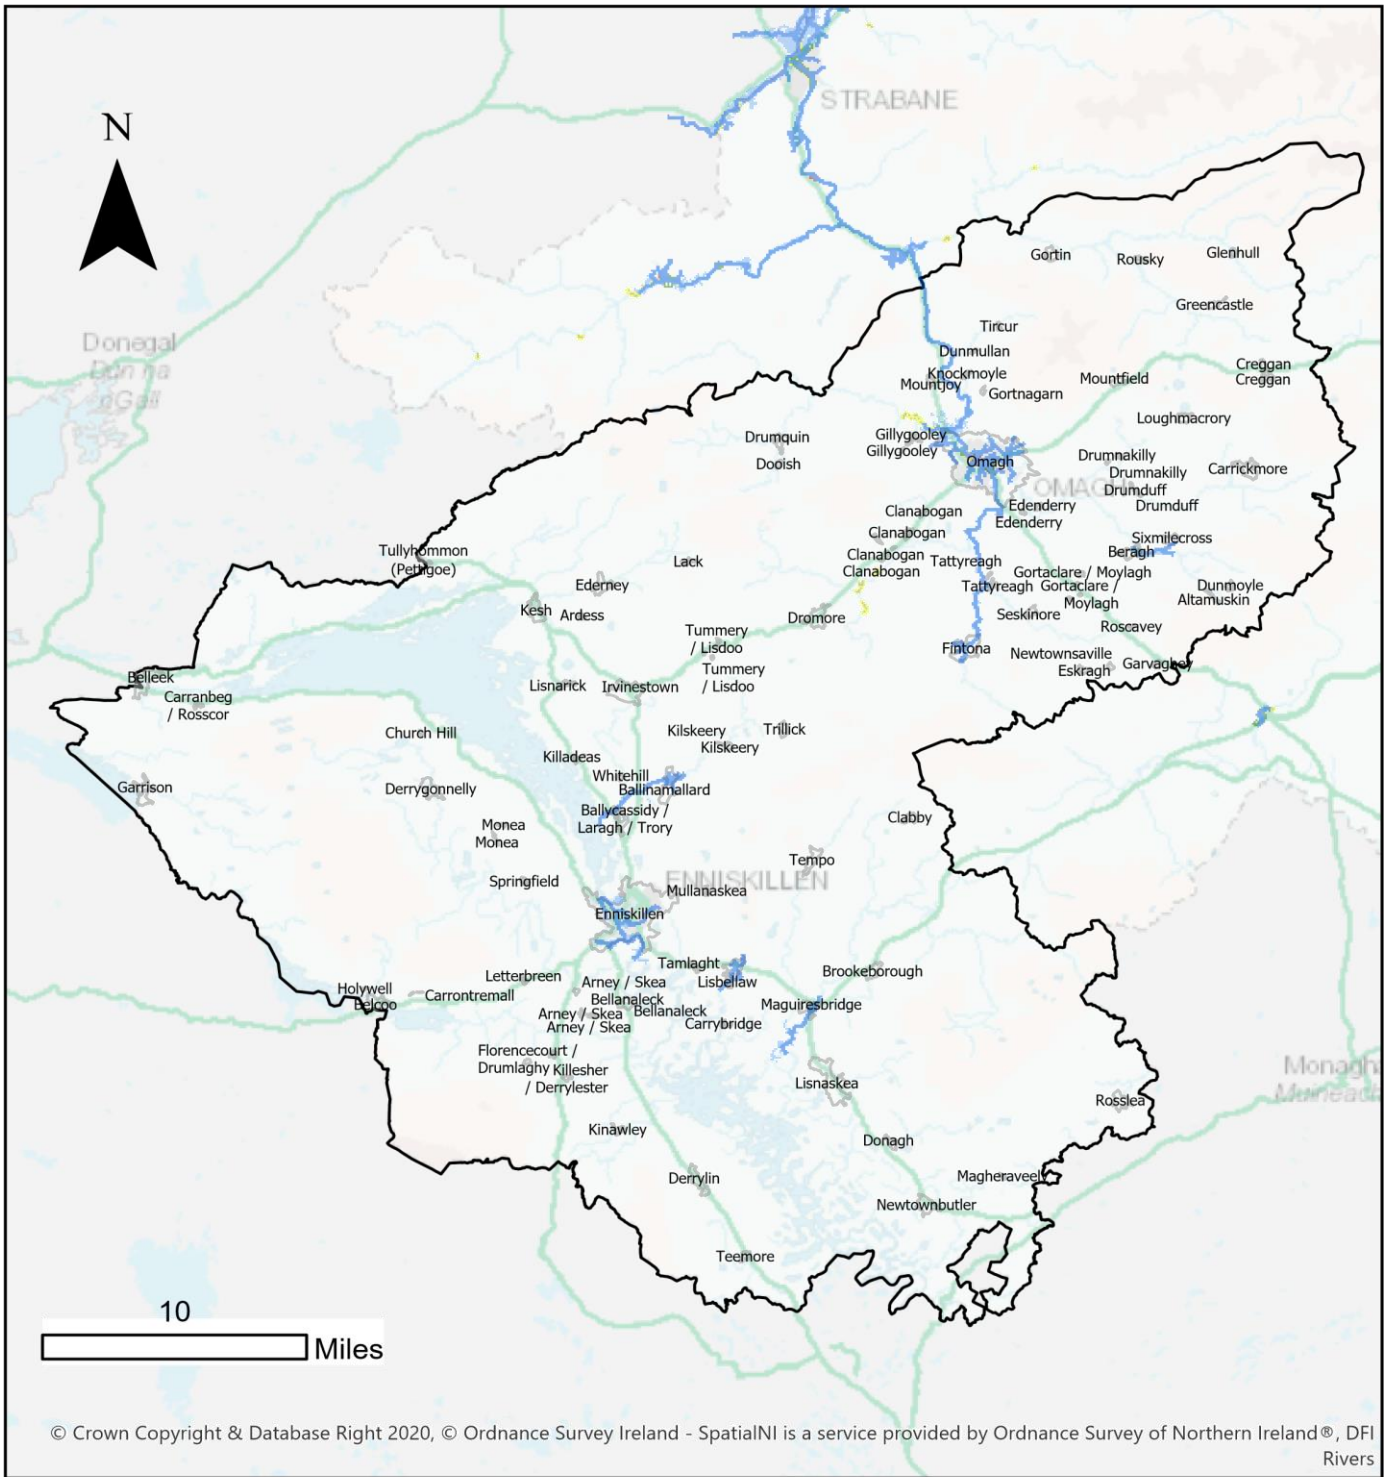 STRABANE
N
Gortin
Rousky
Glenhull
Greencastle
Tircur
Donegal
Dún na
nGall
Dunmullan
Knockmoyle
Mountjoy
Gortnagarn
Mountfield
Creggan
Creggan
Loughmacrory
Drumquin
Dooish
Gillygooley
Gillygooley
Omagh
OMAGH
Drumnakilly
Drumnakilly
Carrickmore
Drumduff
Drumduff
Clanabogan
Edenderry
Edenderry
Clanabogan
Sixmilecross
Beragh
Clanabogan
Clanabogan
Tattyreagh
Tattyreagh
Gortaclare / Moylagh
Gortaclare /
Moylagh
Dunmoyle
Altamuskin
Tullyhommon
(Pettigoe)
Lack
Ederney
Kesh
Ardess
Dromore
Seskinore
Roscavey
Tummery
/ Lisdoo
Tummery
/ Lisdoo
Fintona
Newtownsaville
Eskragh
Garvaghey
Belleek
Carranbeg
/ Rosscor
Lisnarick
Irvinestown
Church Hill
Kilskeery
Kilskeery
Trillick
Killadeas
Whitehill
Ballinamallard
Garrison
Derrygonnelly
Ballycassidy /
Laragh / Trory
Clabby
Monea
Monea
Tempo
Springfield
ENNISKILLEN
Mullanaskea
Enniskillen
Tamlaght
Lisbellaw
Brookeborough
Letterbreen
Arney / Skea
Holywell
Belcoo
Carrontremall
Bellanaleck
Bellanaleck
Maguiresbridge
Arney / Skea
Arney / Skea
Carrybridge
Florencecourt /
Drumlaghy
Killesher
/ Derrylester
Lisnaskea
Monagh
Muineach
Rosslea
Kinawley
Donagh
Derrylin
Magheraveely
Newtownbutler
Teemore
10
Miles
© Crown Copyright & Database Right 2020, © Ordnance Survey Ireland - SpatialNI is a service provided by Ordnance Survey of Northern Ireland®, DFI
Rivers